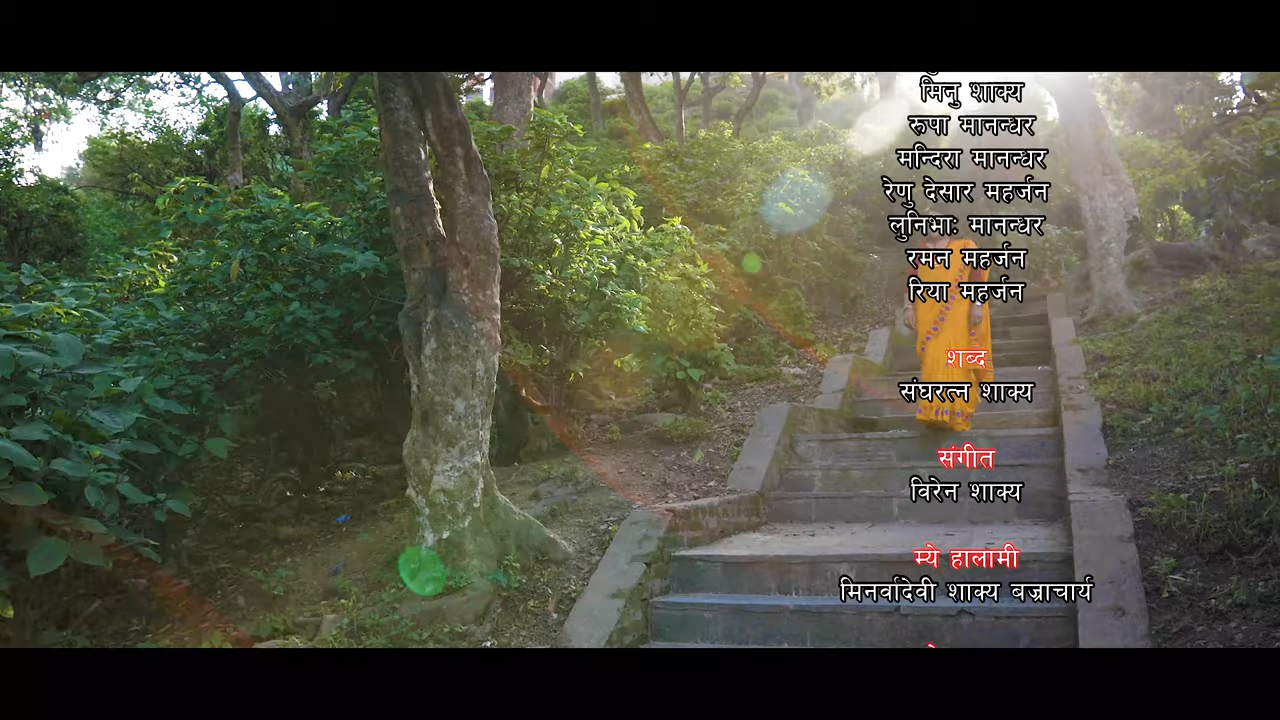 मिनु शाक्य
रुपा मानन्धर
मन्दिरा मानन्धर
रेणु देसार महर्जन
लुनिभाः मानन्धर
रमन महर्जन
रिया महर्जन
शब्द
संघरत्न शाक्य
संगीत
विरेन शाक्य
म्ये हालामी
मिनर्वादेवी शाक्य बज्राचार्य